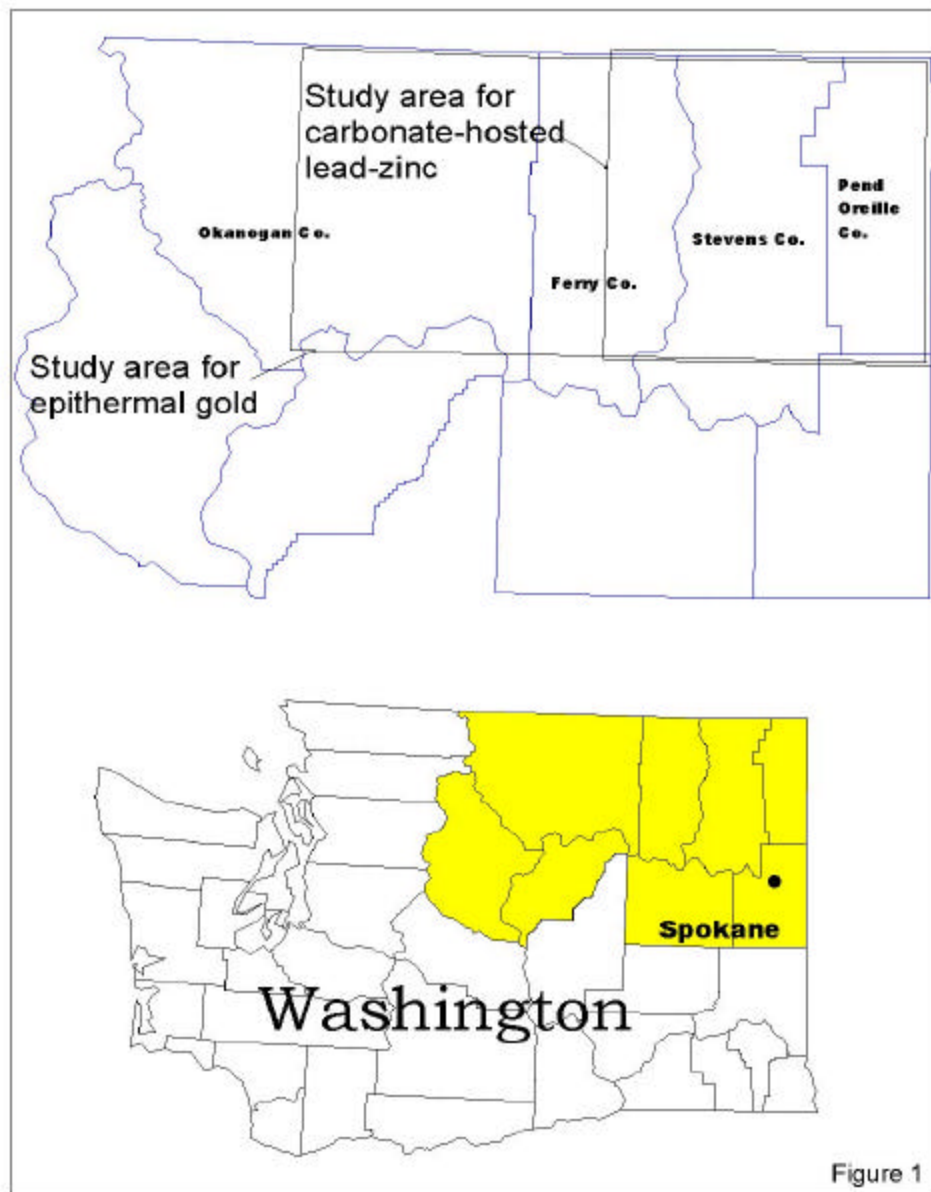 Study area for
carbonate-hosted
lead-zinc
Pend
Oreille
Co.
Okanogan Co.
Stevens Co.
Ferry Co.
Study area for
epithermal gold
Spokane
Washington
Figure 1